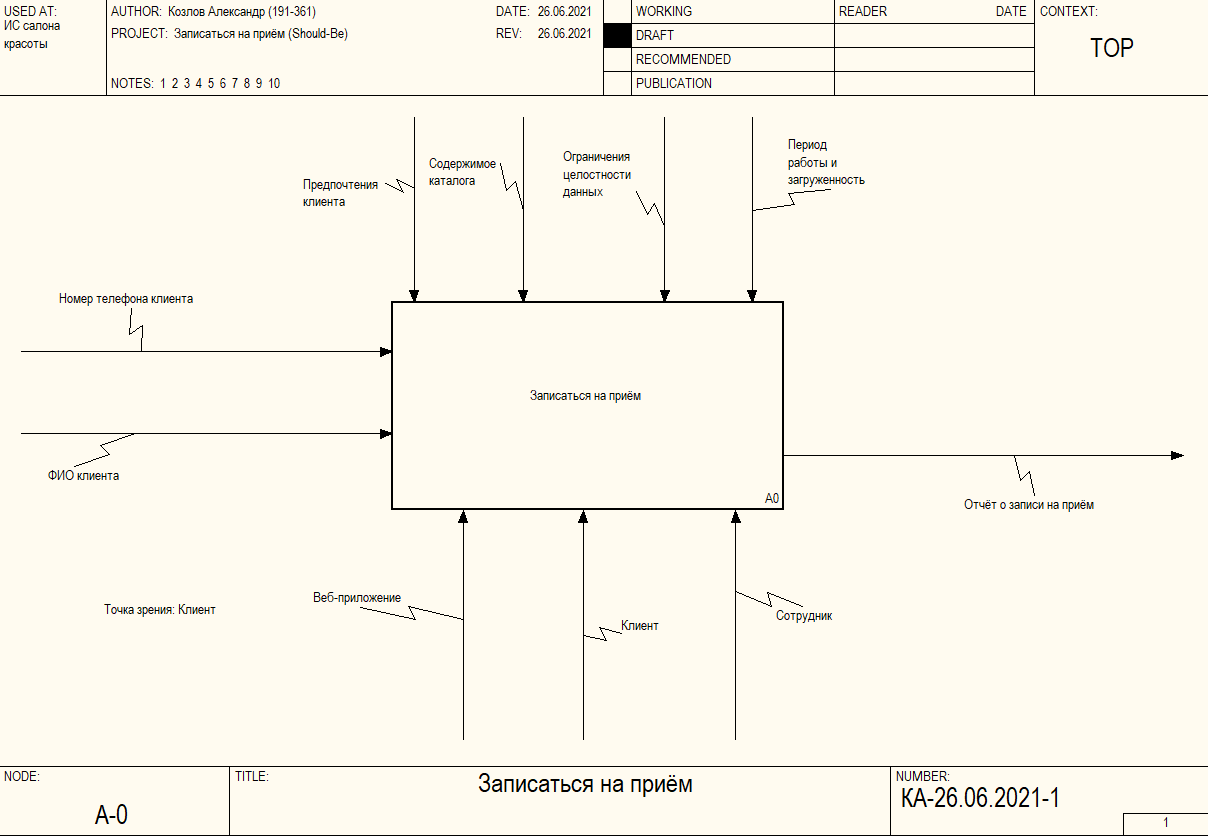 USED AT:
ИС салона
красоты
AUTHOR: Козлов Александр (191-361)
DATE: 26.06.2021
PROJECT: Записаться на приём (Should-Be)
REV: 26.06.2021
NOTES: 1 2 3 4 5 6 7 8 9 10
WORKING
DRAFT
RECOMMENDED
PUBLICATION
READER DATE
CONTEXT:
TOP
Предпочтения
клиента
Содержимое
каталога
Ограничения
целостности
данных
Период
работы и
загруженность
Номер телефона клиента
ФИО клиента
Записаться на приём
A0
Отчёт о записи на приём
Точка зрения: Клиент
Веб-приложение
Клиент
Сотрудник
NODE:
A-0
TITLE:
Записаться на приём
NUMBER:
КА-26.06.2021-1
1